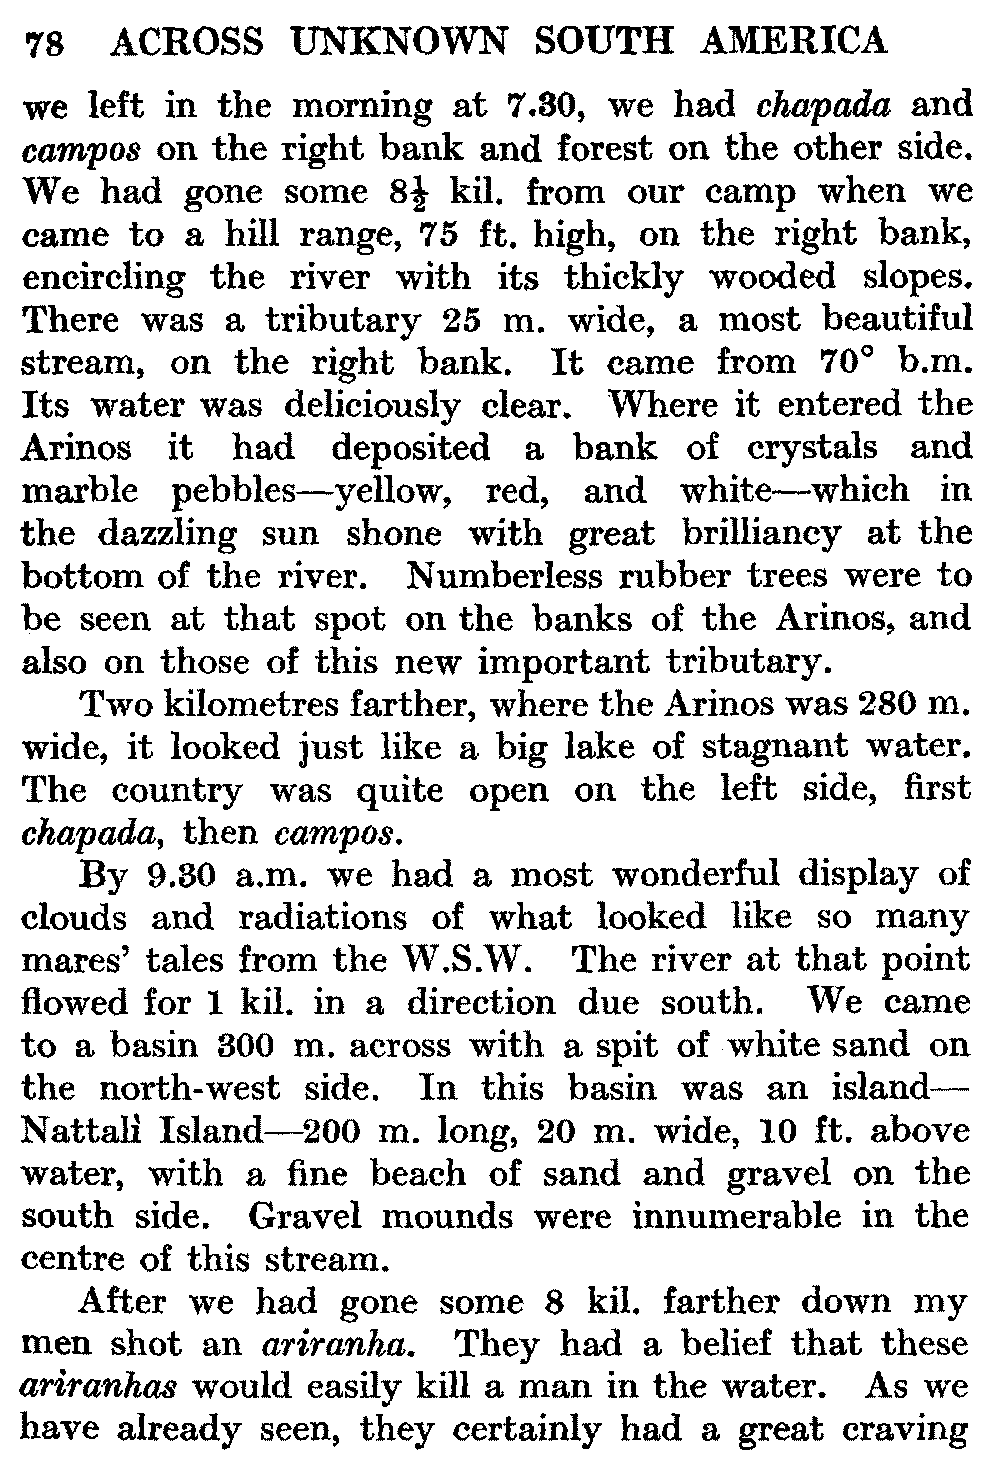 78 ACROSS UNKNOWN SOUTH AMERICA
we left in the morning at 7.30, we had chapada and
campos on the right bank and forest on the other side.
We had gone some 8½ kil. from our camp when we
came to a hill range, 75 ft. high, on the right bank,
encircling the river with its thickly wooded slopes.
There was a tributary 25 m. wide, a most beautiful
stream, on the right bank. It came from 70° b.m.
Its water was deliciously clear. Where it entered the
Arinos it had deposited a bank of crystals and
marble pebbles—yellow, red, and white—which in
the dazzling sun shone with great brilliancy at the
bottom of the river. Numberless rubber trees were to
be seen at that spot on the banks of the Arinos, and
also on those of this new important tributary.
Two kilometres farther, where the Arinos was 280 m.
wide, it looked just like a big lake of stagnant water.
The country was quite open on the left side, first
chapada, then campos.
By 9.30 a.m. we had a most wonderful display of
clouds and radiations of what looked like so many
mares’ tales from the W.S.W. The river at that point
flowed for 1 kil. in a direction due south. We came
to a basin 300 m. across with a spit of white sand on
the north-west side. In this basin was an island—
Nattali Island—200 m. long, 20 m. wide, 10 ft. above
water, with a fine beach of sand and gravel on the
south side. Gravel mounds were innumerable in the
centre of this stream.
After we had gone some 8 kil. farther down my
men shot an ariranha. They had a belief that these
ariranhas would easily kill a man in the water. As we
have already seen, they certainly had a great craving